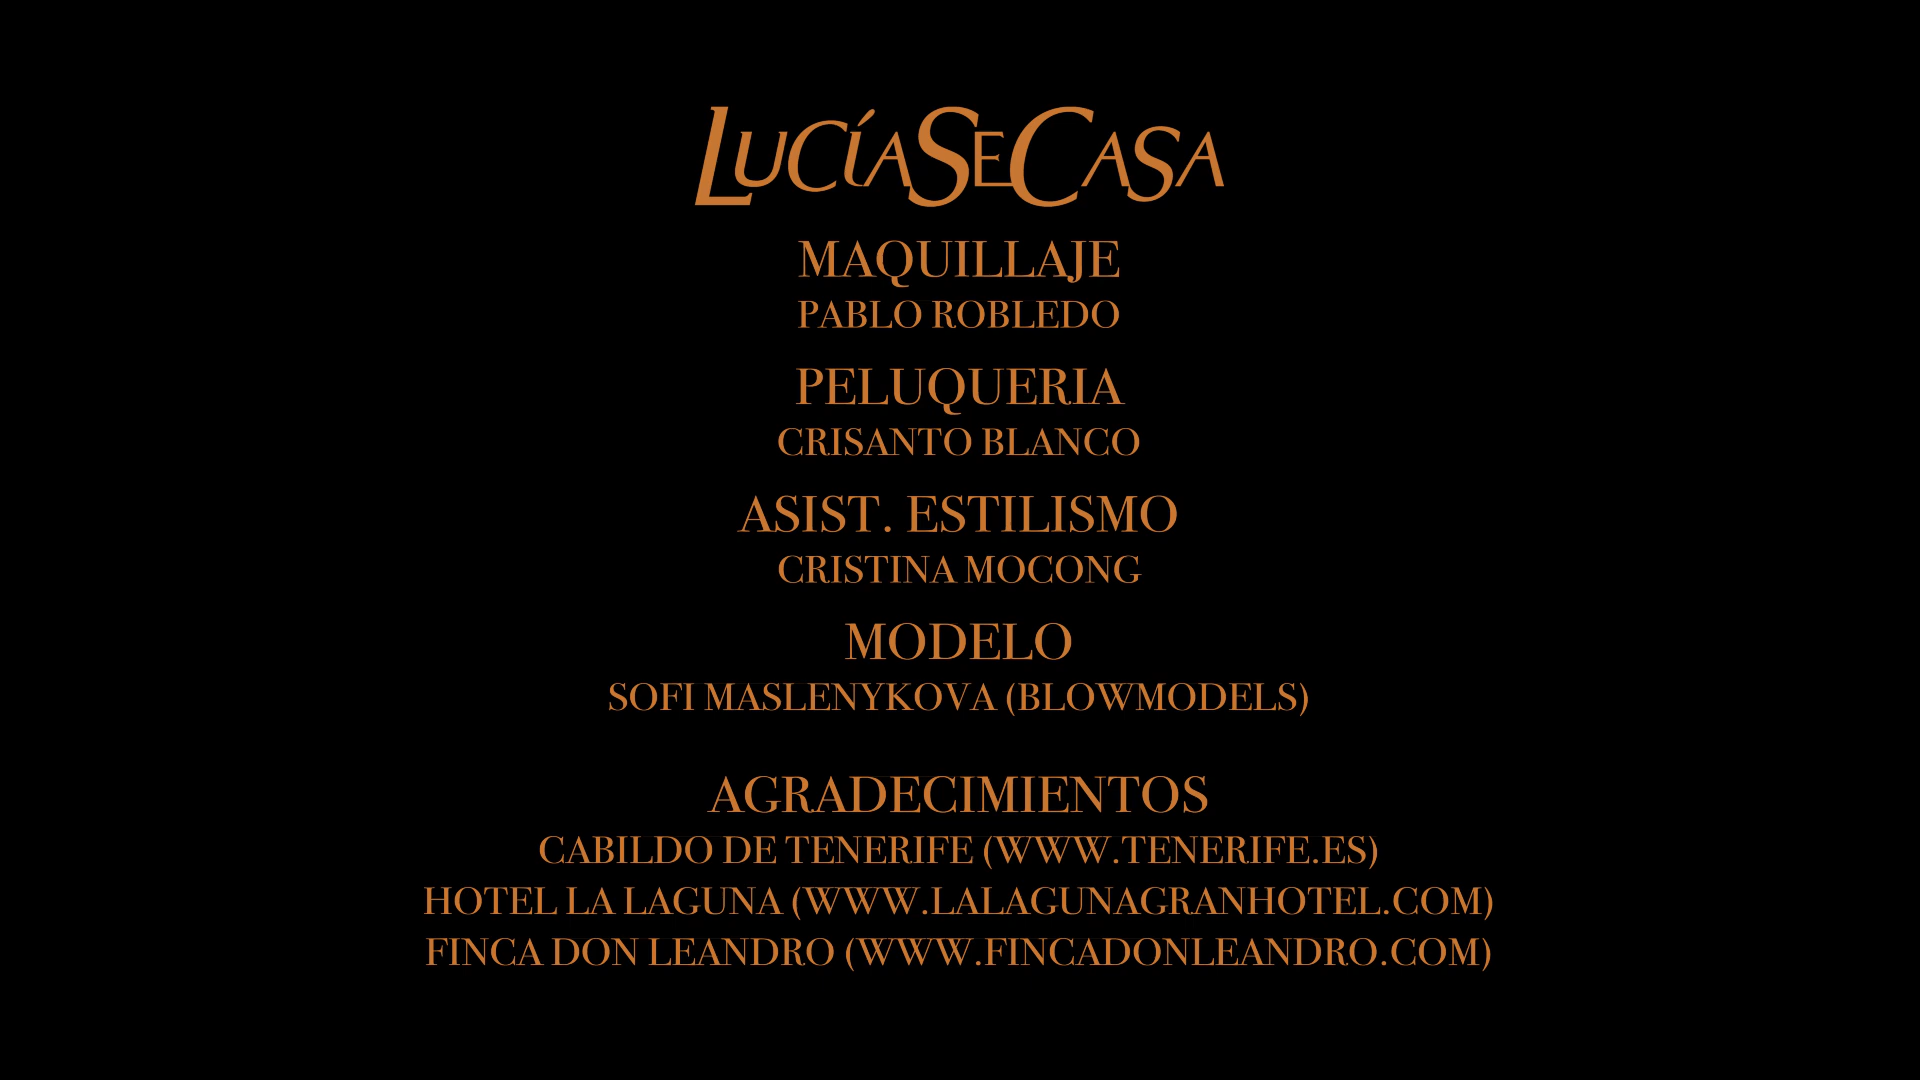 LucíaSeCasa
MAQUILLAJE
PABLO ROBLEDO
PELUQUERIA
CRISANTO BLANCO
ASIST. ESTILISMO
CRISTINA MOCONG
MODELO
SOFI MASLENYKOVA (BLOWMODELS)
AGRADECIMIENTOS
CABILDO DE TENERIFE (WWW.TENERIFE.ES)
HOTEL LA LAGUNA (WWW.LALAGUNAGRANHOTEL.COM)
FINCA DON LEANDRO (WWW.FINCADONLEANDRO.COM)